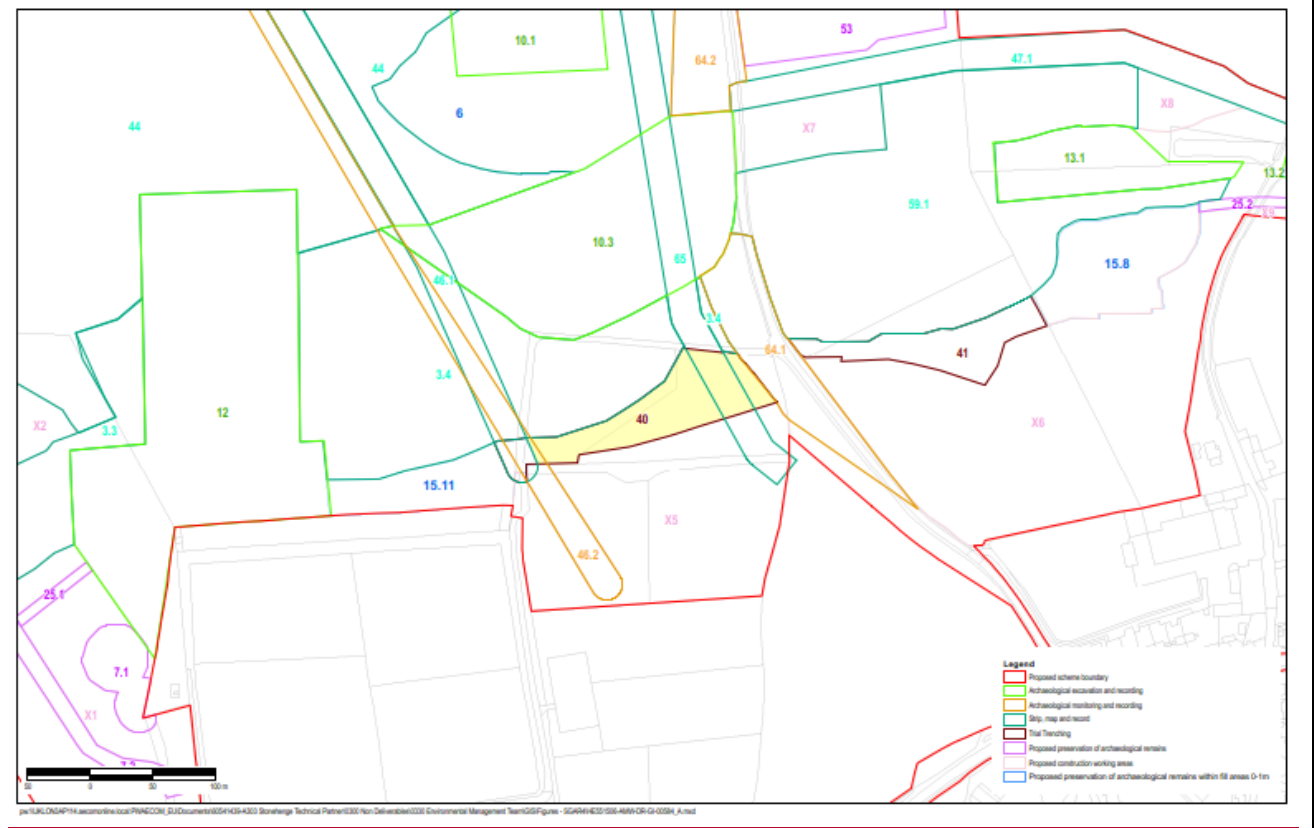 53
10.1
64.2
47.1
44
X8
6
X7
44
13.1
13.2
59.1
25.2
X9
10.3
65
15.8
46.1
3.4
64.1
41
3.4
12
40
X6
X2
3.3
15.11
X5
46.2
25.1
7.1
X1
7.2
50 0 50 100 m
Legend
Proposed scheme boundary
Archaeological excavation and recording
Archaeological monitoring and recording
Strip, map and record
Trial Trenching
Proposed preservation of archaeological remains
Proposed construction working areas
Proposed preservation of archaeological remains within fill areas 0-1m